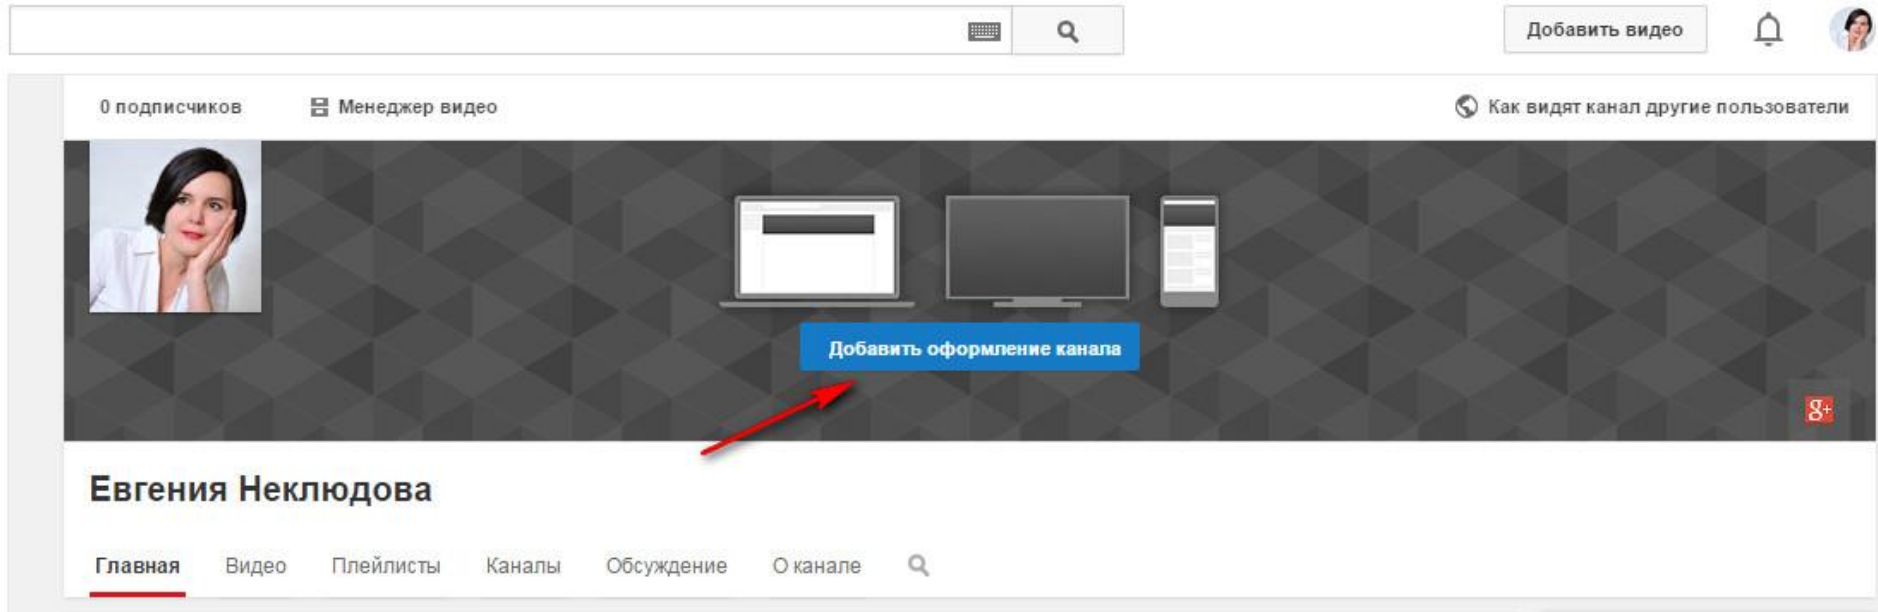 Добавить видео
0 подписчиков Менеджер видео Как видят канал другие пользователи
Добавить оформление канала
g+
Евгения Неклюдова
Главная Видео Плейлисты Каналы Обсуждение О канале